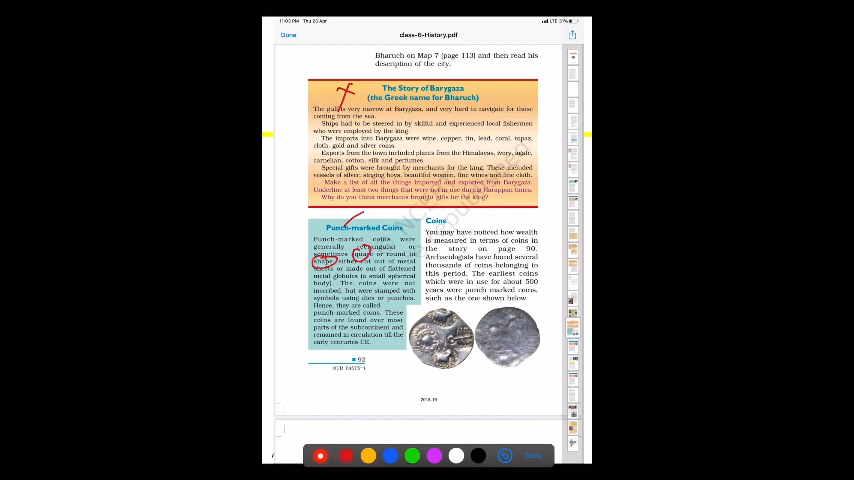 11:03 PM Thu 23 Apr
LTE 31%
Done
class-6-History.pdf
Bharuch on Map 7 (page 113) and then read his
description of the city.
The Story of Barygaza
(the Greek name for Bharuch)
The gulf is very narrow at Barygaza, and very hard to navigate for those
coming from the sea.
Ships had to be steered in by skilful and experienced local fishermen
who were employed by the king.
The imports into Barygaza were wine, copper, tin, lead, coral, topaz,
cloth, gold and silver coins.
Exports from the town included plants from the Himalayas, ivory, agate,
carnelian, cotton, silk and perfumes.
Special gifts were brought by merchants for the king. These included
vessels of silver, singing boys, beautiful women, fine wines and fine cloth.
Make a list of all the things imported and exported from Barygaza.
Underline at least two things that were not in use during Harappan times.
Why do you think merchants brought gifts for the king?
Punch-marked Coins
Punch-marked coins were
generally rectangular or
sometimes square or round in
shape, either cut out of metal
sheets or made out of flattened
metal globules (a small spherical
body). The coins were not
inscribed, but were stamped with
symbols using dies or punches.
Hence, they are called
punch-marked coins. These
coins are found over most
parts of the subcontinent and
remained in circulation till the
early centuries CE.
Coins
You may have noticed how wealth
is measured in terms of coins in
the story on page 90.
Archaeologists have found several
thousands of coins belonging to
this period. The earliest coins
which were in use for about 500
years were punch marked coins,
such as the one shown below.
92
OUR PASTS–I
2018-19
Done